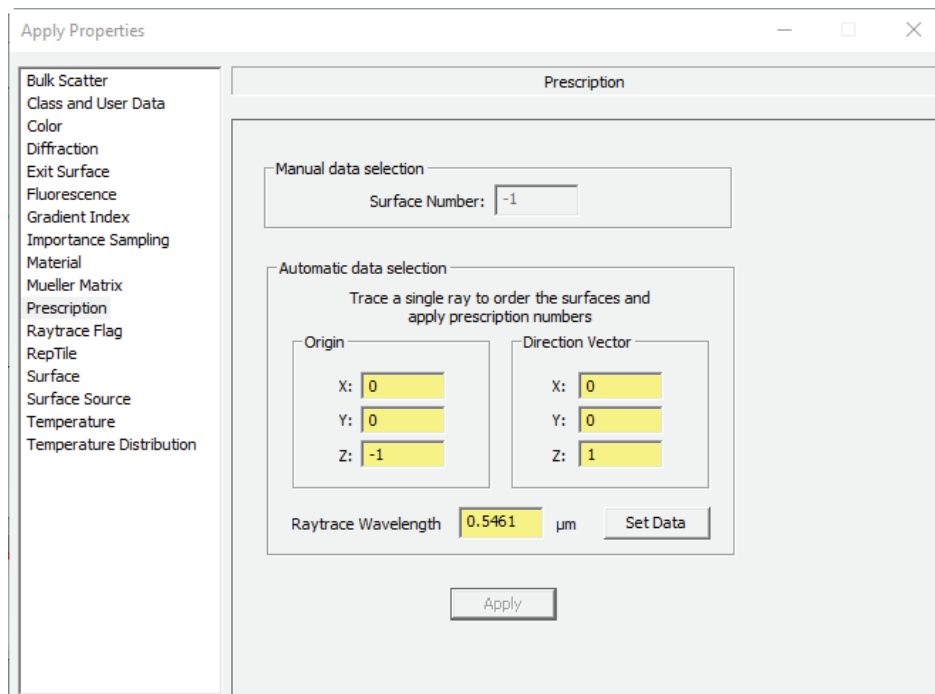 Apply Properties
Bulk Scatter
Class and User Data
Color
Diffraction
Exit Surface
Fluorescence
Gradient Index
Importance Sampling
Material
Mueller Matrix
Prescription
Raytrace Flag
RepTile
Surface
Surface Source
Temperature
Temperature Distribution
Prescription
Manual data selection
Surface Number: -1
Automatic data selection
Trace a single ray to order the surfaces and
apply prescription numbers
Origin
X: 0
Y: 0
Z: -1
Direction Vector
X: 0
Y: 0
Z: 1
Raytrace Wavelength 0.5461 µm Set Data
Apply